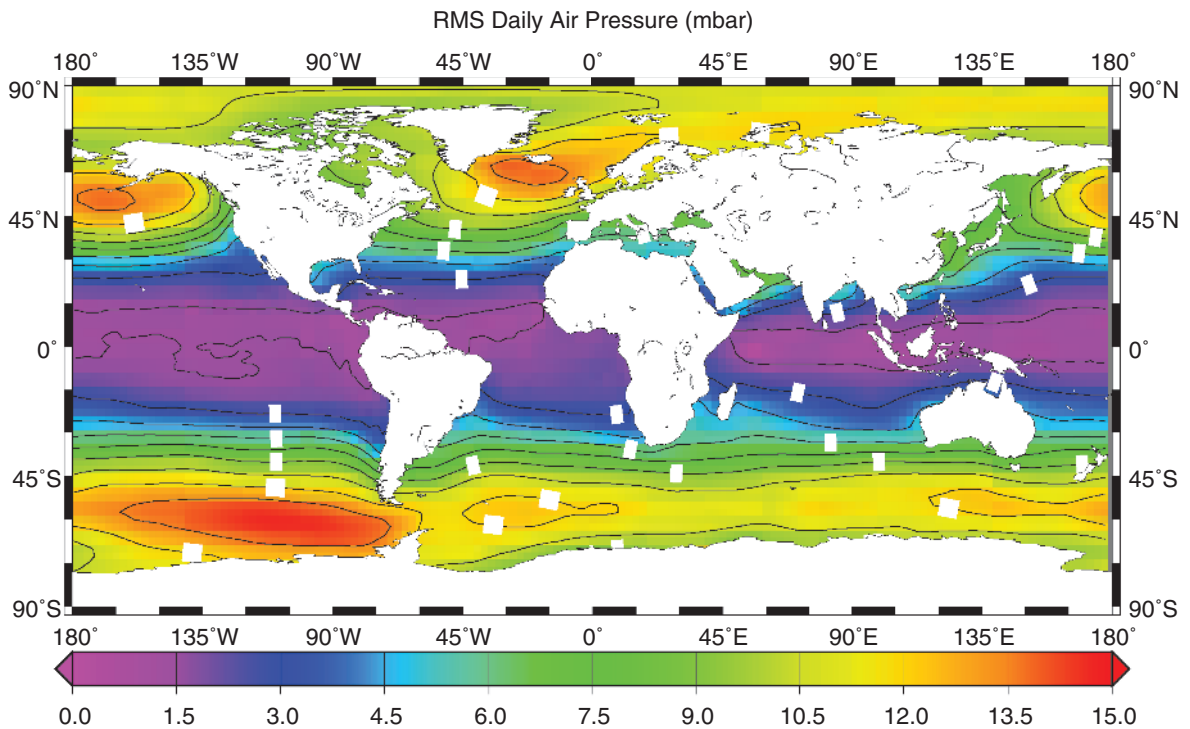 RMS Daily Air Pressure (mbar)
180˚ 135˚W 90˚W 45˚W 0˚ 45˚E 90˚E 135˚E 180˚
90˚N 90˚N
45˚N 45˚N
0˚ 0˚
45˚S 45˚S
90˚S 90˚S
180˚ 135˚W 90˚W 45˚W 0˚ 45˚E 90˚E 135˚E 180˚
0.0 1.5 3.0 4.5 6.0 7.5 9.0 10.5 12.0 13.5 15.0